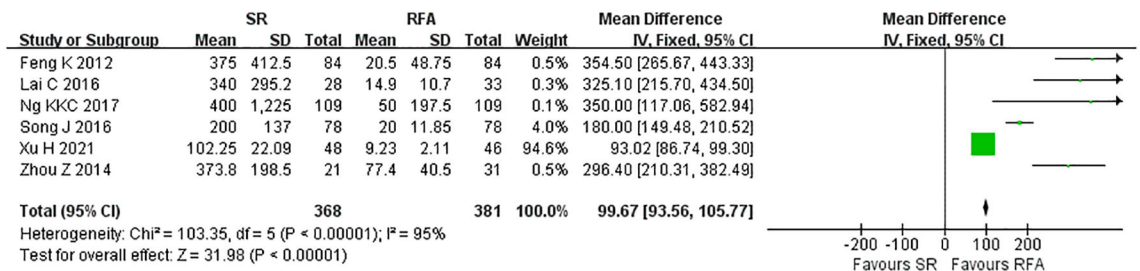 SR RFA Mean Difference Mean Difference
Study or Subgroup Mean SD Total Mean SD Total Weight IV, Fixed, 95% CI IV, Fixed, 95% CI
Feng K 2012 375 412.5 84 20.5 48.75 84 0.5% 354.50 [265.67, 443.33]
Lai C 2016 340 295.2 28 14.9 10.7 33 0.3% 325.10 [215.70, 434.50]
Ng KKC 2017 400 1,225 109 50 197.5 109 0.1% 350.00 [117.06, 582.94]
Song J 2016 200 137 78 20 11.85 78 4.0% 180.00 [149.48, 210.52]
Xu H 2021 102.25 22.09 48 9.23 2.11 46 94.6% 93.02 [86.74, 99.30]
Zhou Z 2014 373.8 198.5 21 77.4 40.5 31 0.5% 296.40 [210.31, 382.49]
Total (95% CI) 368 381 100.0% 99.67 [93.56, 105.77]
Heterogeneity: Chi² = 103.35, df = 5 (P < 0.00001); I² = 95%
Test for overall effect: Z = 31.98 (P < 0.00001)
-200 -100 0 100 200
Favours SR Favours RFA